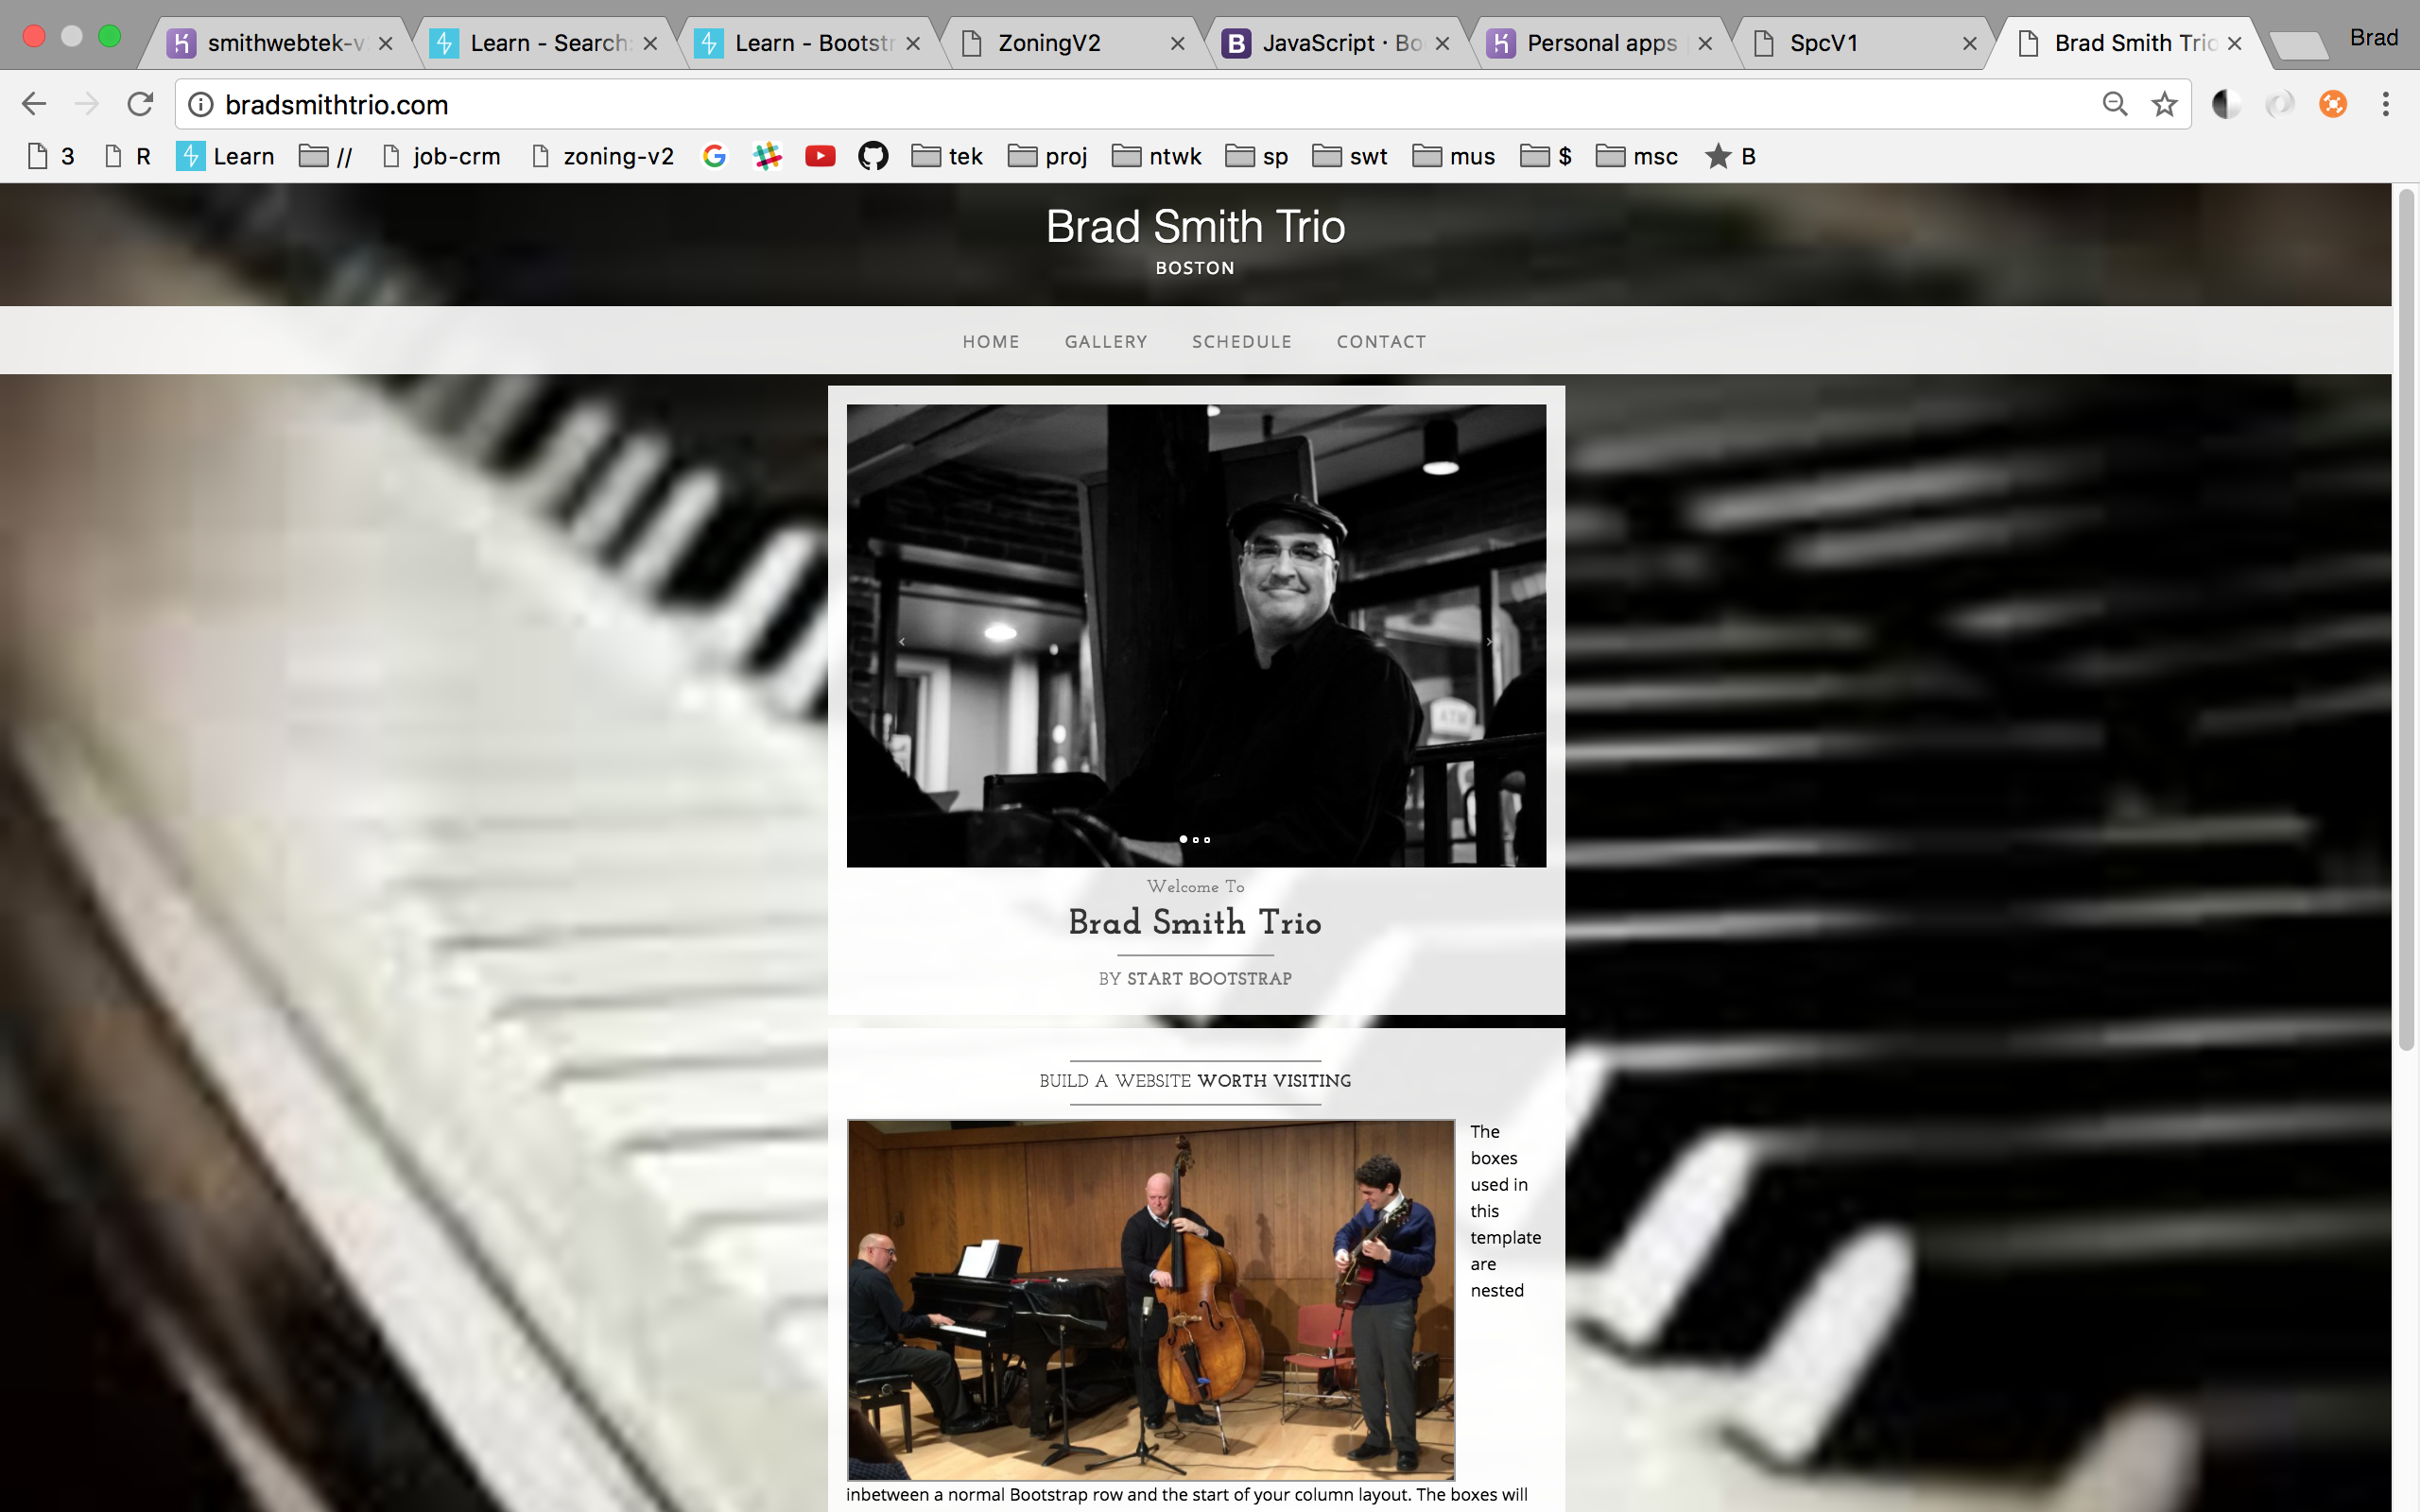 smithwebtek-v
Learn - Search
Learn - Bootstr
ZoningV2
JavaScript · Bo
Personal apps
SpcV1
Brad Smith Trio
Brad
bradsmithtrio.com
3
R
Learn
//
job-crm
zoning-v2
tek
proj
ntwk
sp
swt
mus
$
msc
B
Brad Smith Trio
BOSTON
HOME GALLERY SCHEDULE CONTACT
ATM
Welcome To
Brad Smith Trio
BY START BOOTSTRAP
BUILD A WEBSITE WORTH VISITING
The
boxes
used in
this
template
are
nested
inbetween a normal Bootstrap row and the start of your column layout. The boxes will